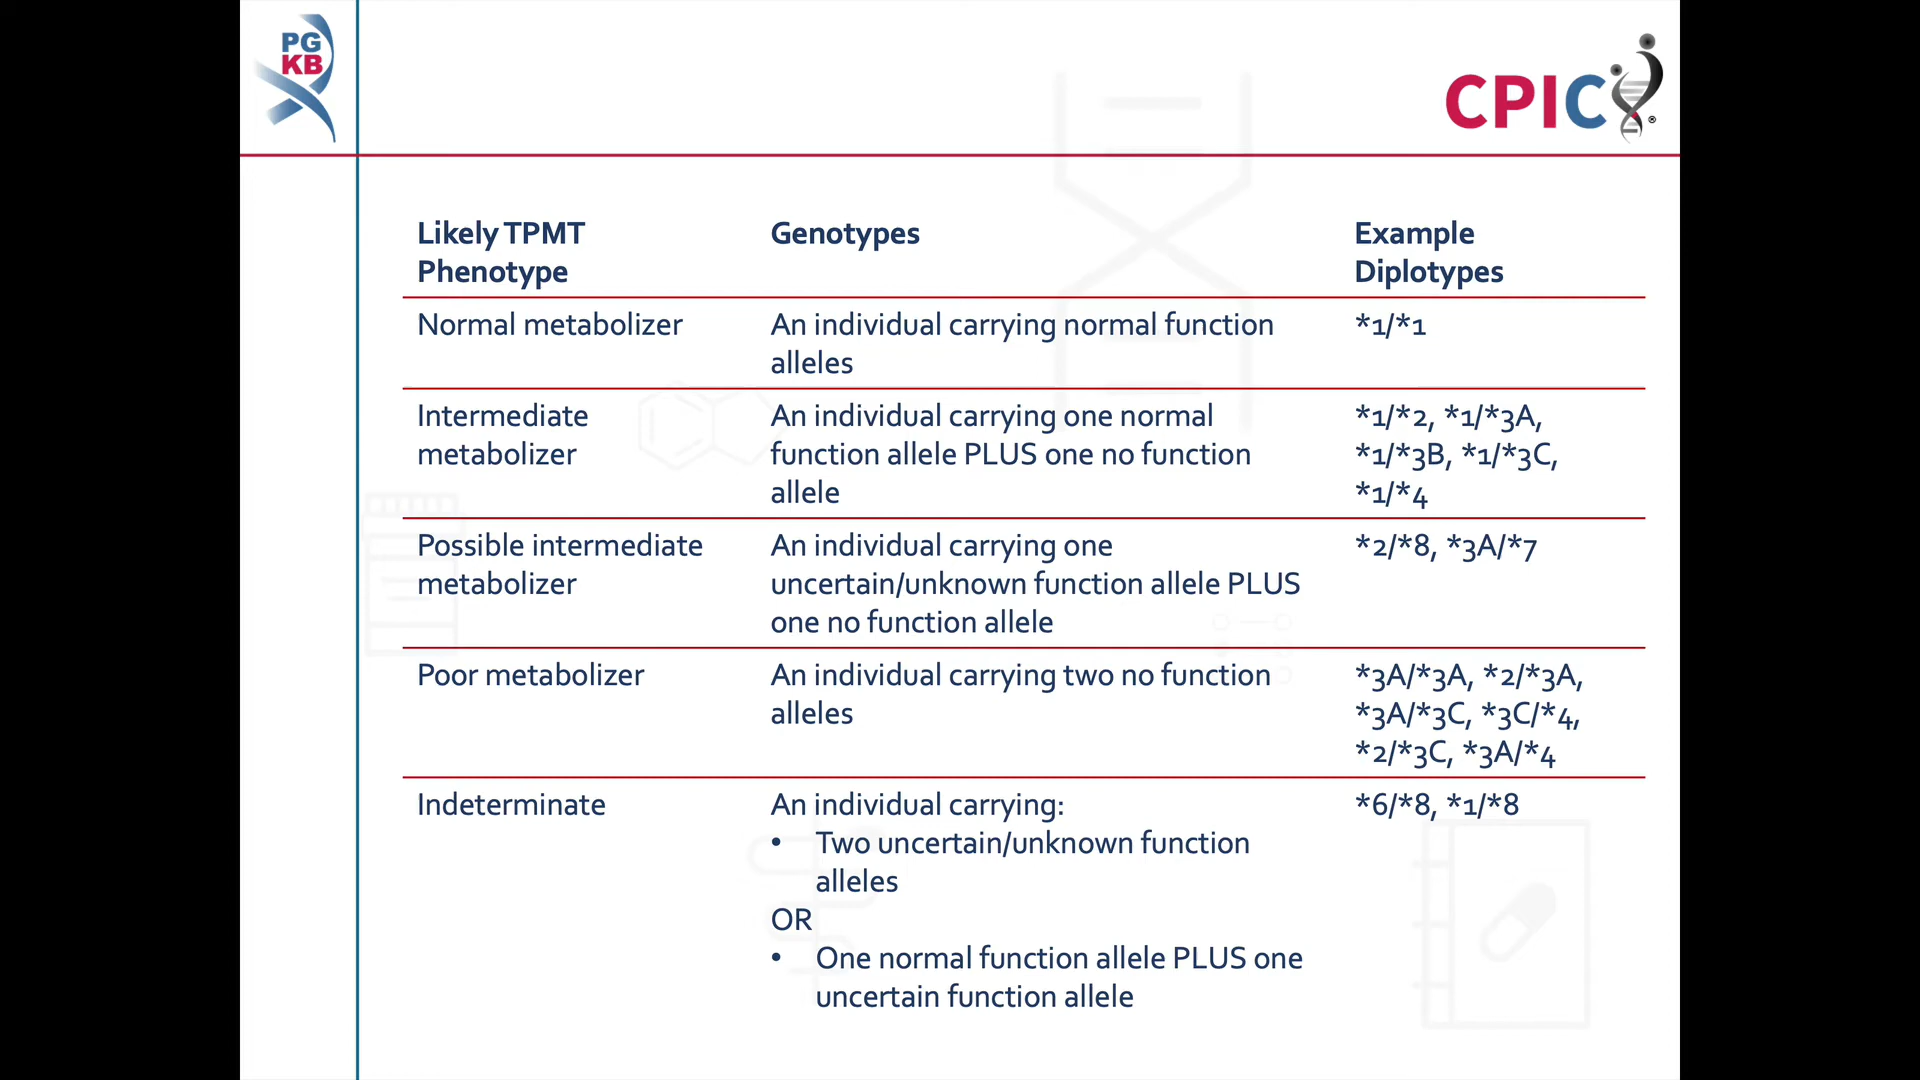 PG
KB
CPIC®
Likely TPMT Phenotype
Genotypes
Example Diplotypes
Normal metabolizer
An individual carrying normal function
alleles
*1/*1
Intermediate
metabolizer
An individual carrying one normal
function allele PLUS one no function
allele
*1/*2, *1/*3A,
*1/*3B, *1/*3C,
*1/*4
Possible intermediate
metabolizer
An individual carrying one
uncertain/unknown function allele PLUS
one no function allele
*2/*8, *3A/*7
Poor metabolizer
An individual carrying two no function
alleles
*3A/*3A, *2/*3A,
*3A/*3C, *3C/*4,
*2/*3C, *3A/*4
Indeterminate
An individual carrying:
• Two uncertain/unknown function
alleles
OR
• One normal function allele PLUS one
uncertain function allele
*6/*8, *1/*8